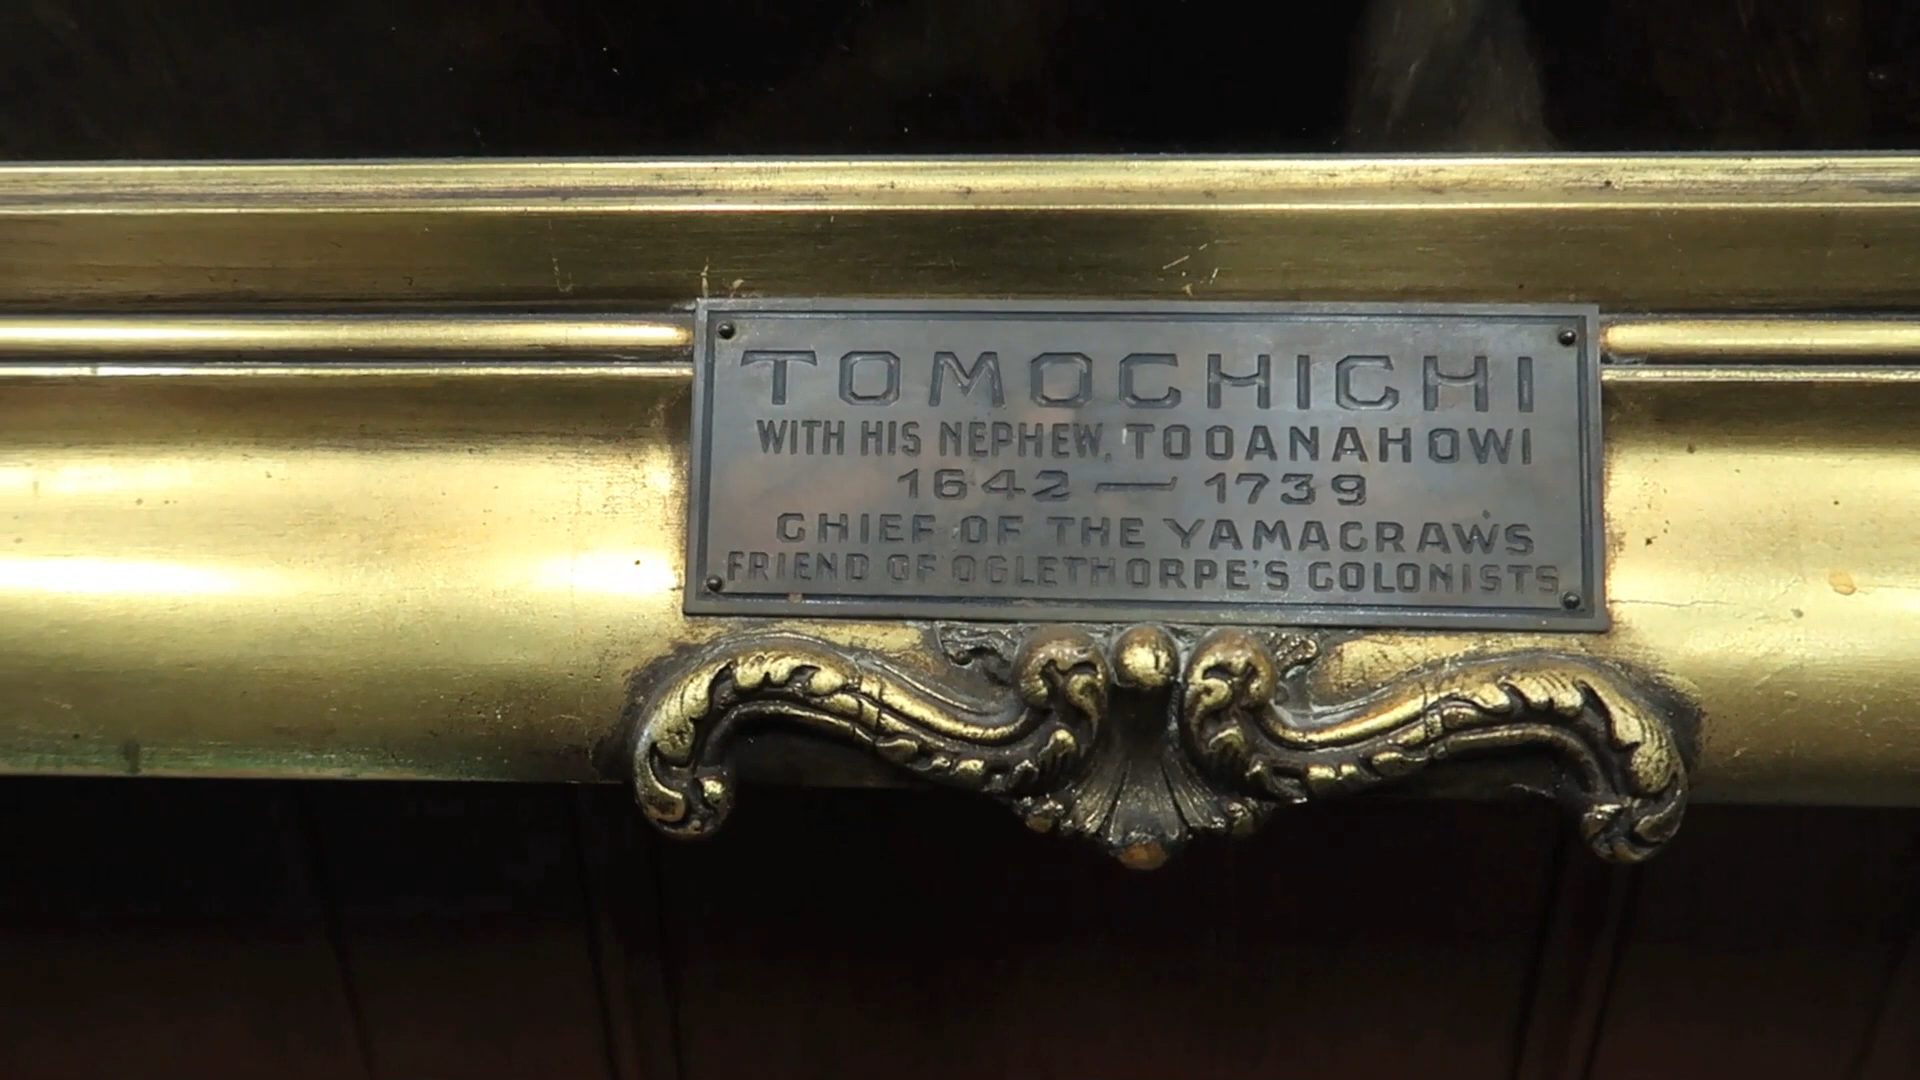 TOMOCHICHI
WITH HIS NEPHEW, TOOANAHOWI
1642 — 1739
CHIEF OF THE YAMACRAWS
FRIEND OF OGLETHORPE'S COLONISTS